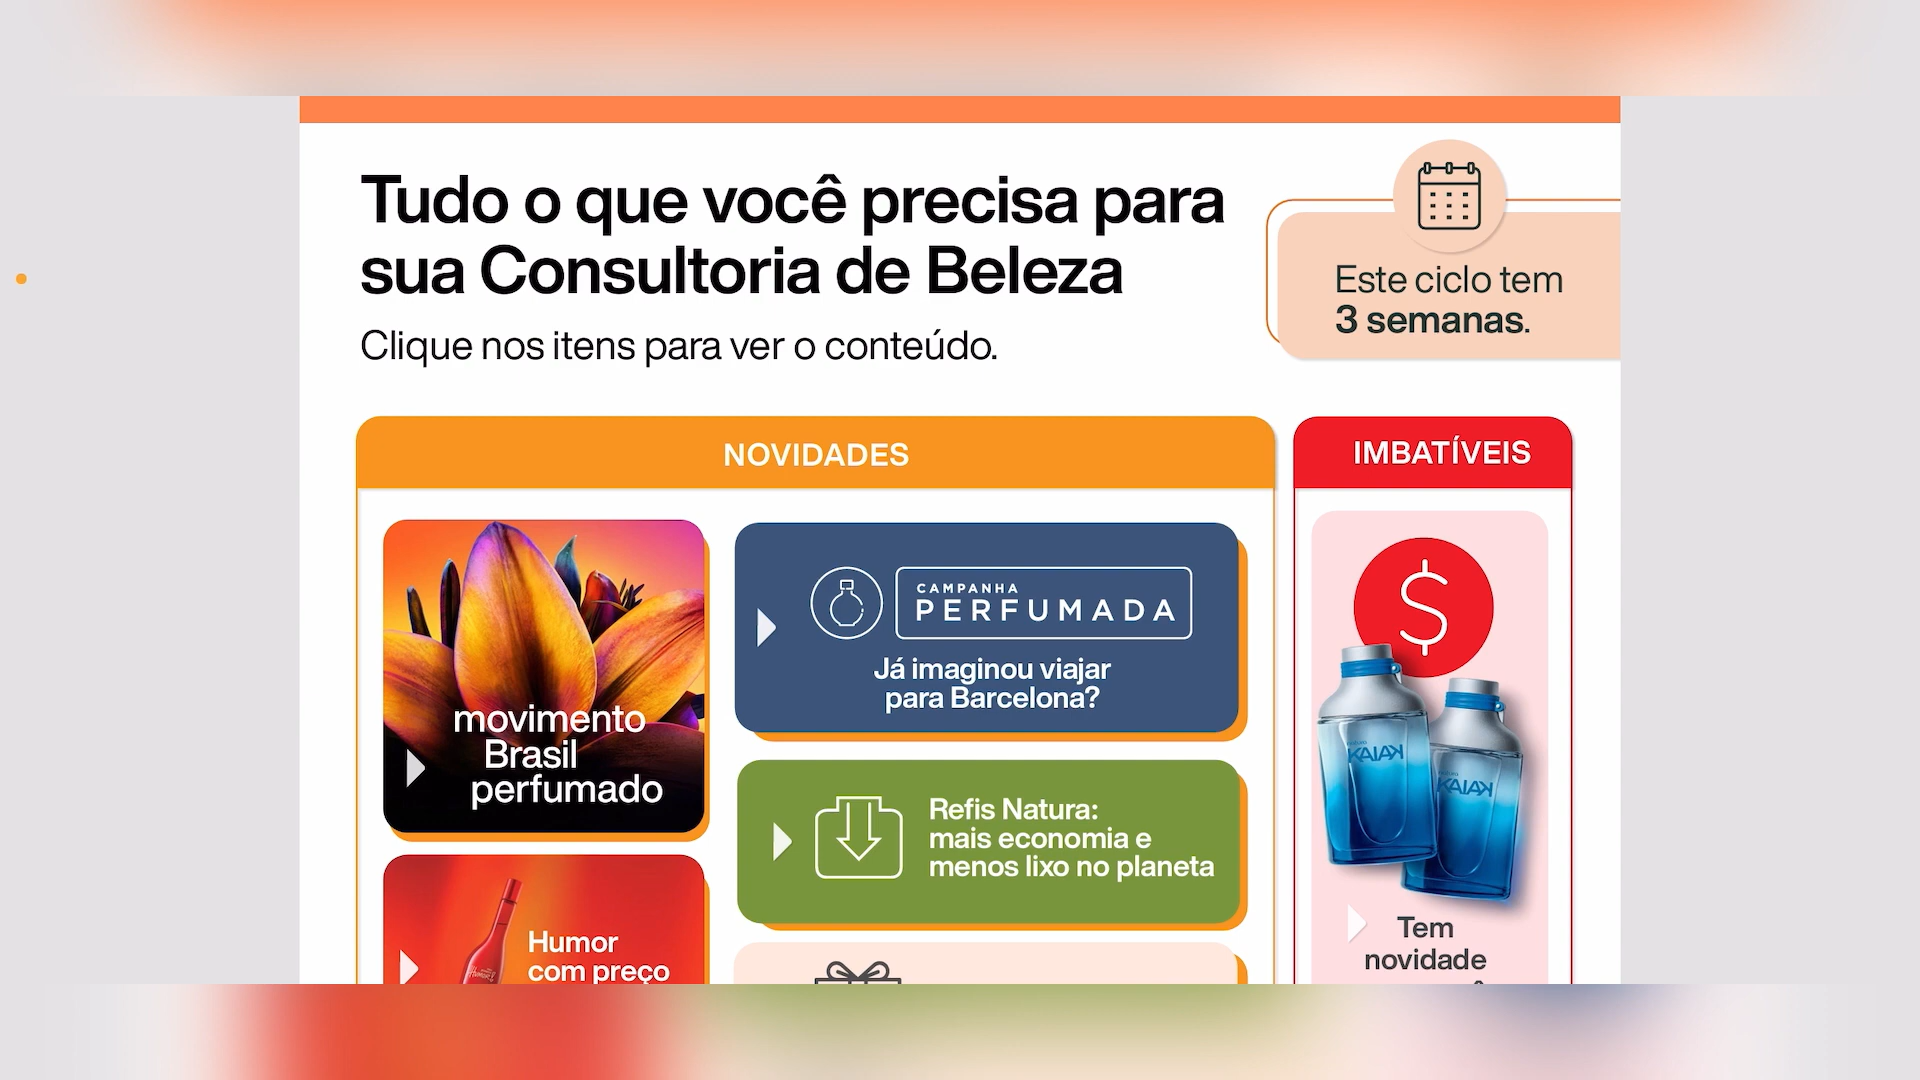 Tudo o que você precisa para
sua Consultoria de Beleza
Clique nos itens para ver o conteúdo.
Este ciclo tem
3 semanas.
NOVIDADES
IMBATÍVEIS
movimento
Brasil
perfumado
CAMPANHA
PERFUMADA
Já imaginou viajar
para Barcelona?
Refis Natura:
mais economia e
menos lixo no planeta
Humor
com preço
$
KAIAK
KAIAK
Tem
novidade